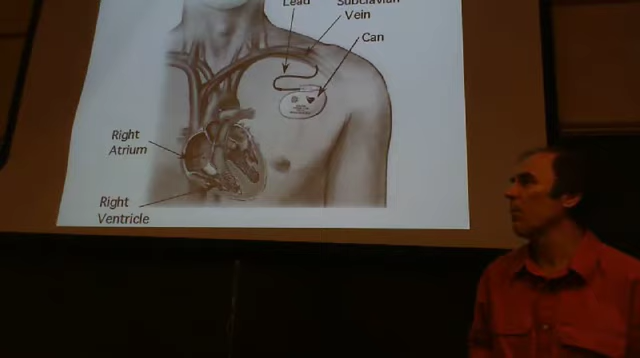 Lead
Subclavian
Vein
Can
Right
Atrium
Right
Ventricle